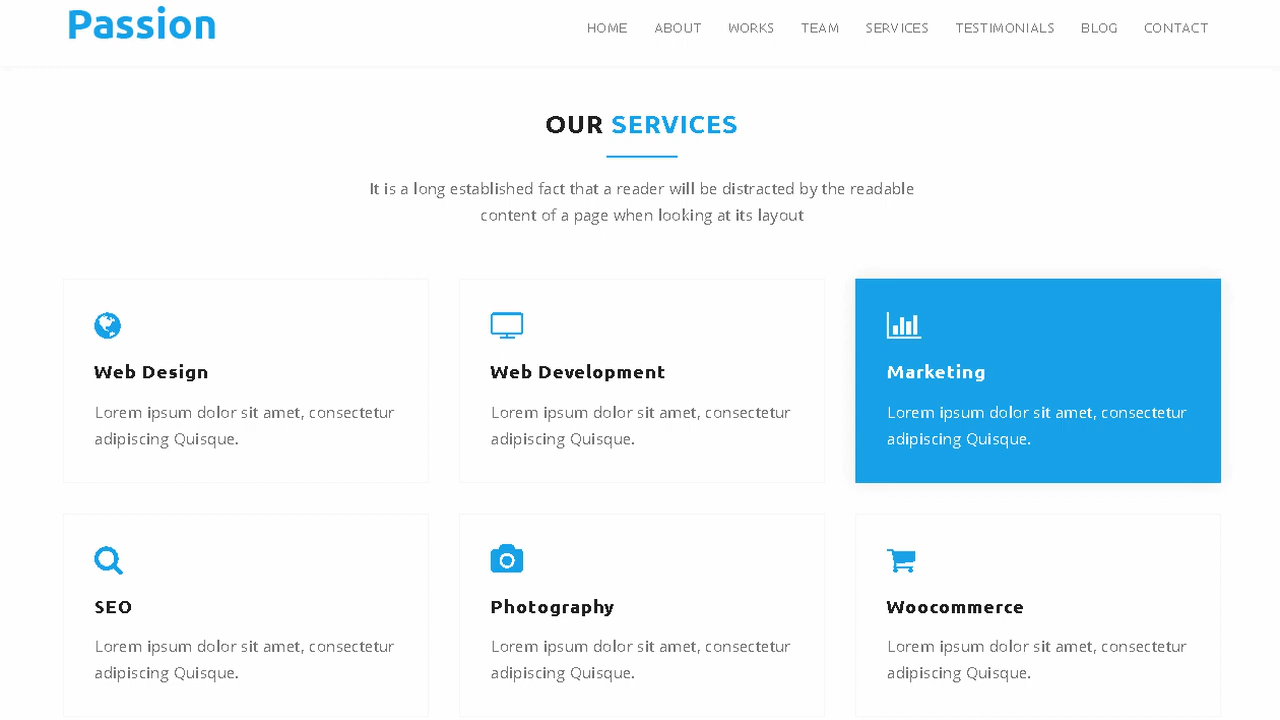 Passion
HOME ABOUT WORKS TEAM SERVICES TESTIMONIALS BLOG CONTACT
OUR SERVICES
It is a long established fact that a reader will be distracted by the readable
content of a page when looking at its layout
Web Design
Lorem ipsum dolor sit amet, consectetur
adipiscing Quisque.
Web Development
Lorem ipsum dolor sit amet, consectetur
adipiscing Quisque.
Marketing
Lorem ipsum dolor sit amet, consectetur
adipiscing Quisque.
SEO
Lorem ipsum dolor sit amet, consectetur
adipiscing Quisque.
Photography
Lorem ipsum dolor sit amet, consectetur
adipiscing Quisque.
Woocommerce
Lorem ipsum dolor sit amet, consectetur
adipiscing Quisque.